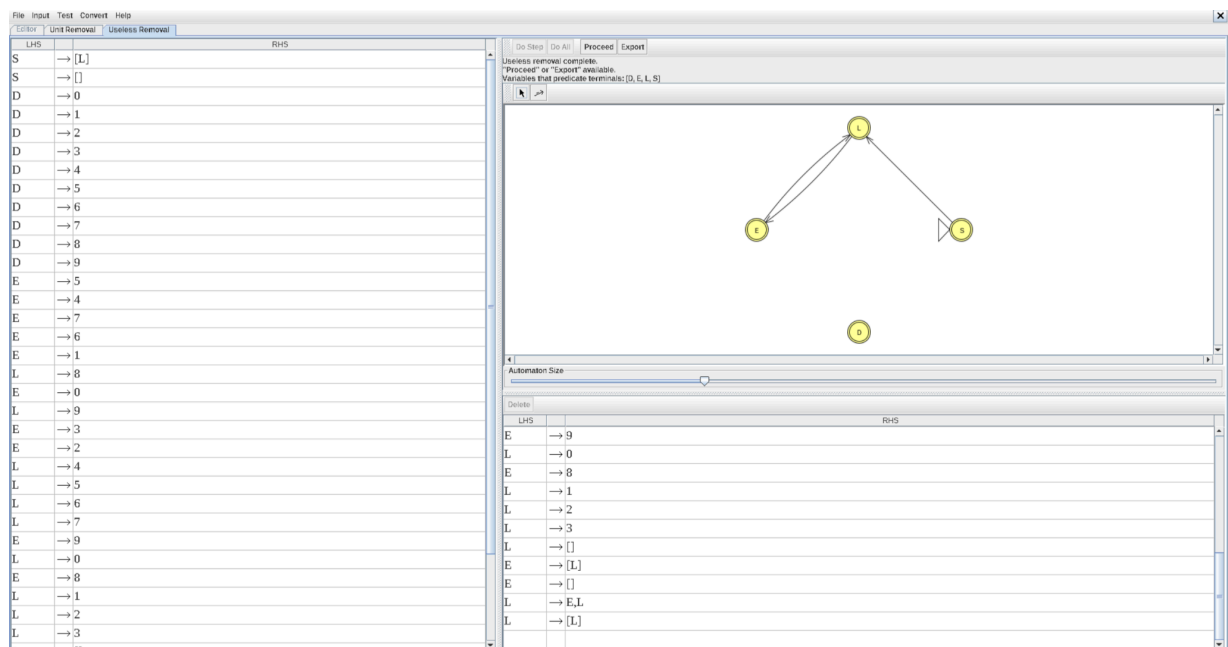 File Input Test Convert Help
Editor Unit Removal Useless Removal
LHS RHS
S → [L]
S → []
D → 0
D → 1
D → 2
D → 3
D → 4
D → 5
D → 6
D → 7
D → 8
D → 9
E → 5
E → 4
E → 7
E → 6
E → 1
L → 8
E → 0
L → 9
E → 3
E → 2
L → 4
L → 5
L → 6
L → 7
E → 9
L → 0
E → 8
L → 1
L → 2
L → 3
Do Step Do All Proceed Export
Useless removal complete.
"Proceed" or "Export" available.
Variables that predicate terminals: [D, E, L, S]
L
E
S
D
Automaton Size
Delete
LHS RHS
E → 9
L → 0
E → 8
L → 1
L → 2
L → 3
L → []
E → [L]
E → []
L → E,L
L → [L]